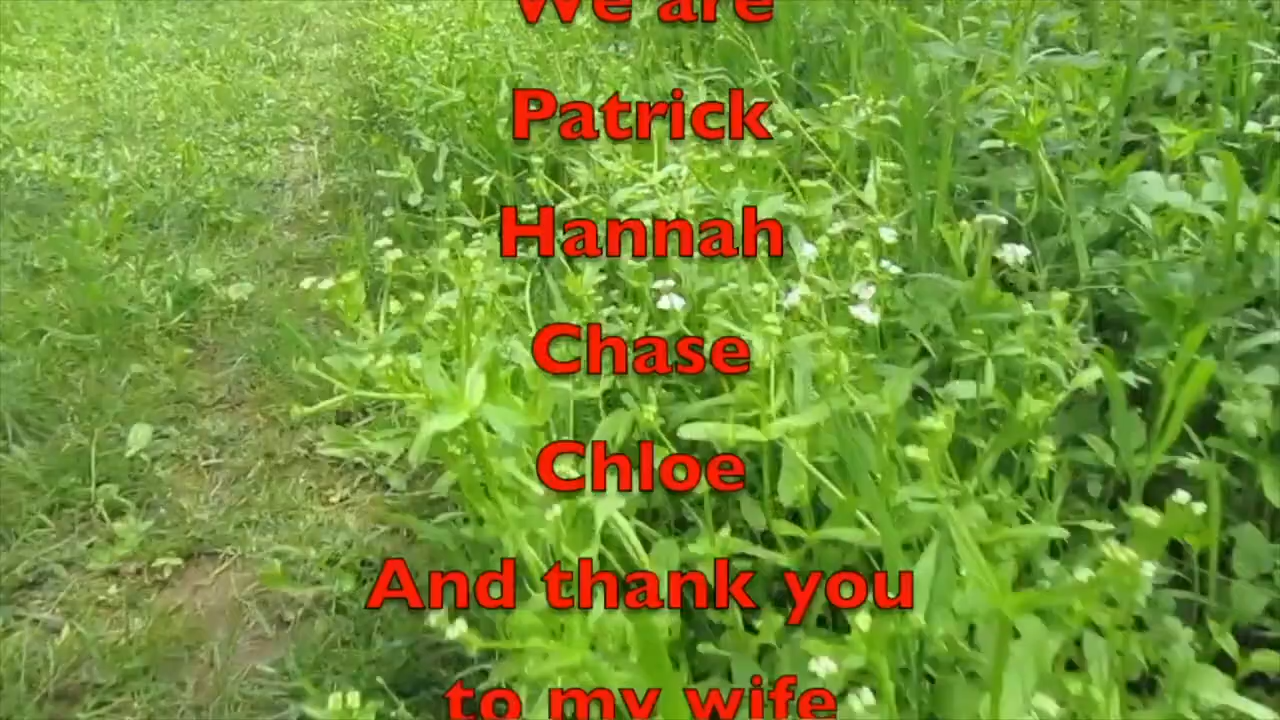 We are
Patrick
Hannah
Chase
Chloe
And thank you
to my wife